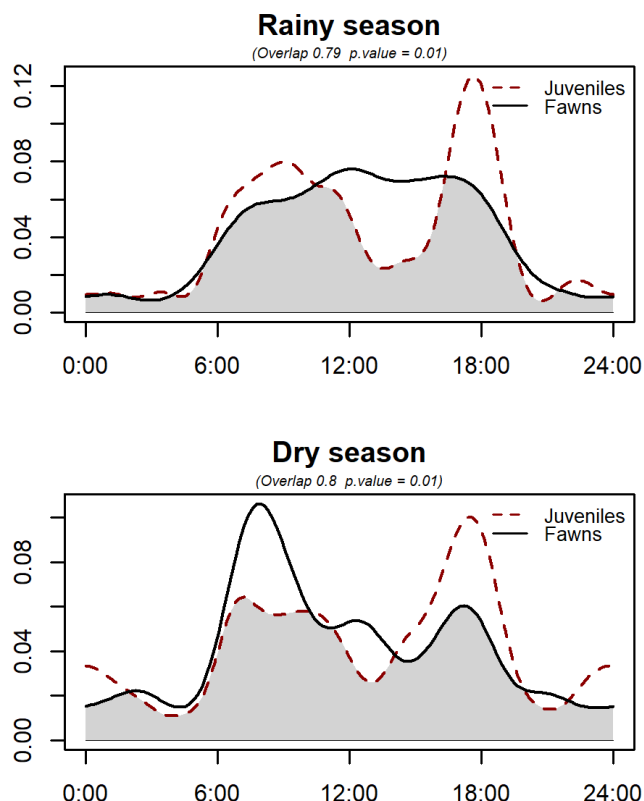 Rainy season
(Overlap 0.79 p.value = 0.01)
Juveniles
Fawns
0.12
0.08
0.04
0.00
0:00 6:00 12:00 18:00 24:00
Dry season
(Overlap 0.8 p.value = 0.01)
Juveniles
Fawns
0.08
0.04
0.00
0:00 6:00 12:00 18:00 24:00